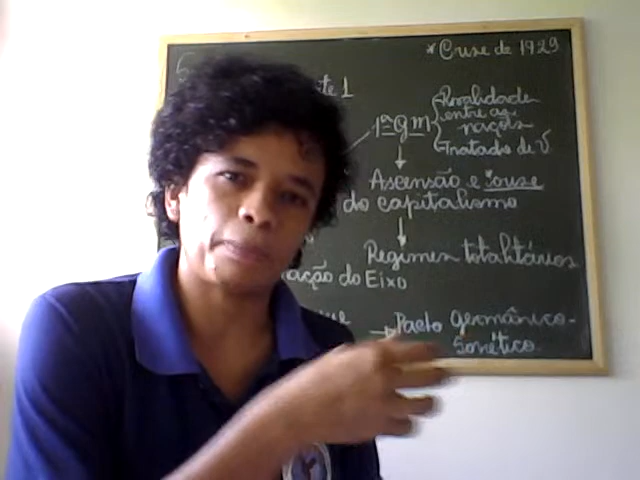 *Crise de 1929
te 1
1ª G m
Rivalidade
entre as
nações
Tratado de V.
Ascensão e *crise
do capitalismo
Regimes totalitários
ação do Eixo
Pacto Germânico-
Soviético